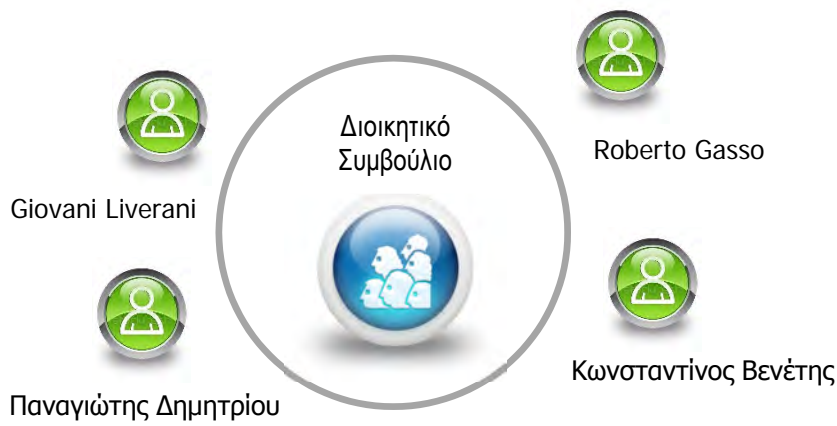 Διοικητικό
Συμβούλιο
Roberto Gasso
Giovani Liverani
Κωνσταντίνος Βενέτης
Παναγιώτης Δημητρίου